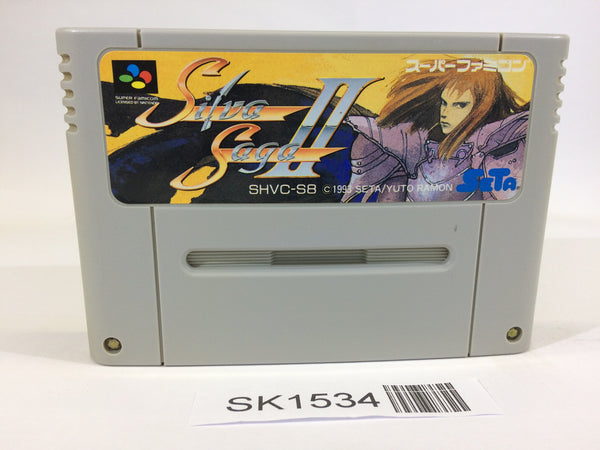 SUPER FAMICOM
LICENSED BY NINTENDO
Silva
Saga II
スーパーファミコン
SHVC-S8 © 1993 SETA/YUTO RAMON
SETA
SK1534